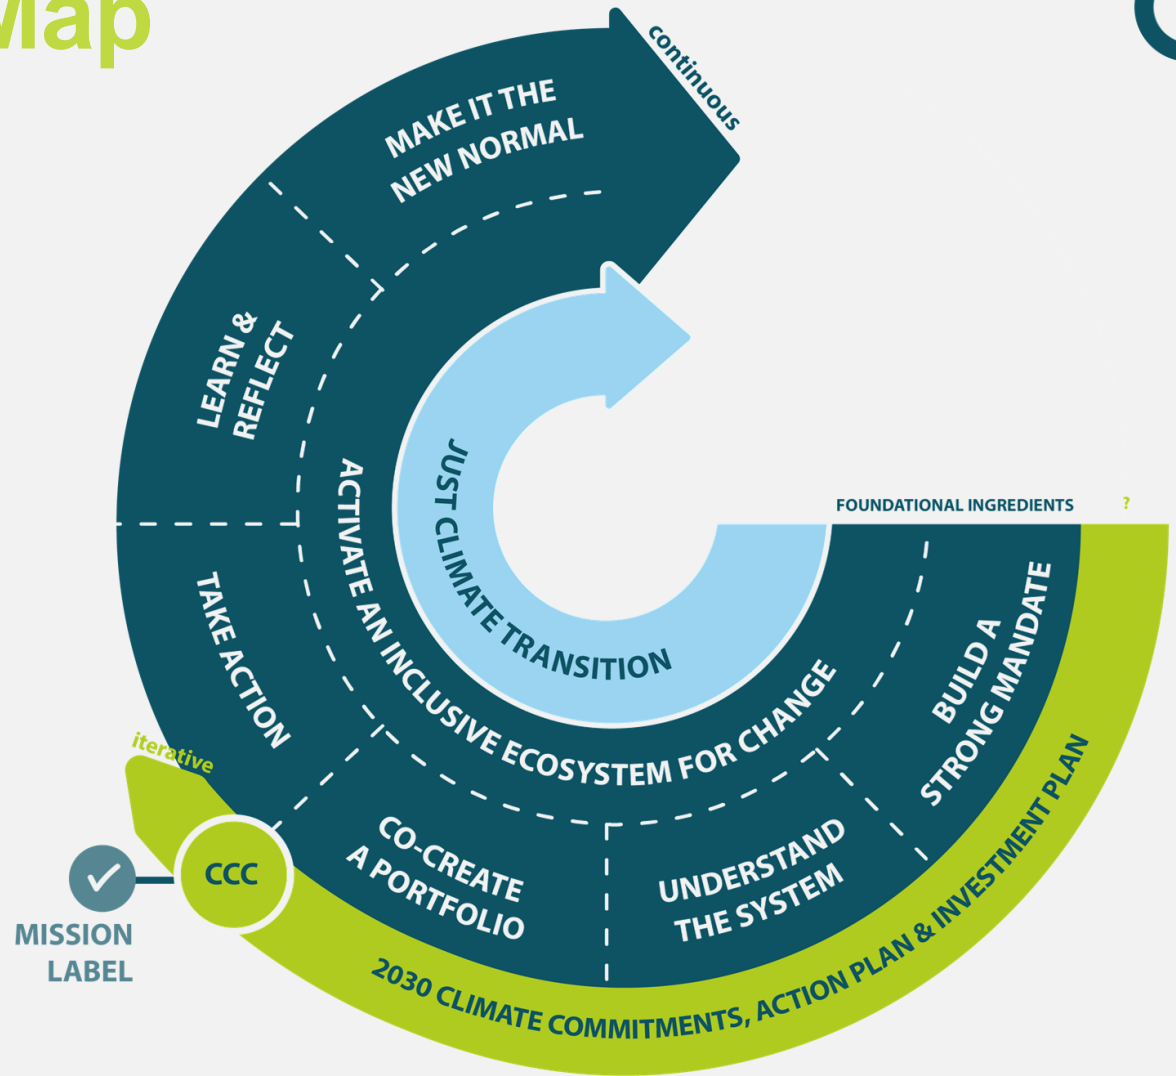 Map
continuous
MAKE IT THE
NEW NORMAL
LEARN &
REFLECT
TAKE ACTION
ACTIVATE AN INCLUSIVE ECOSYSTEM FOR CHANGE
JUST CLIMATE TRANSITION
FOUNDATIONAL INGREDIENTS ?
BUILD A
STRONG MANDATE
UNDERSTAND
THE SYSTEM
CO-CREATE
A PORTFOLIO
iterative
CCC
MISSION
LABEL
2030 CLIMATE COMMITMENTS, ACTION PLAN & INVESTMENT PLAN